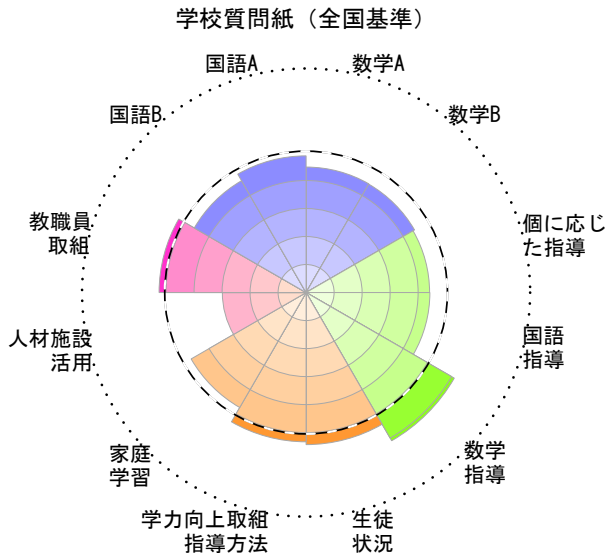 学校質問紙（全国基準）
国語A
数学A
国語B
数学B
教職員
取組
個に応じ
た指導
人材施設
活用
国語
指導
家庭
学習
数学
指導
学力向上取組
指導方法
生徒
状況